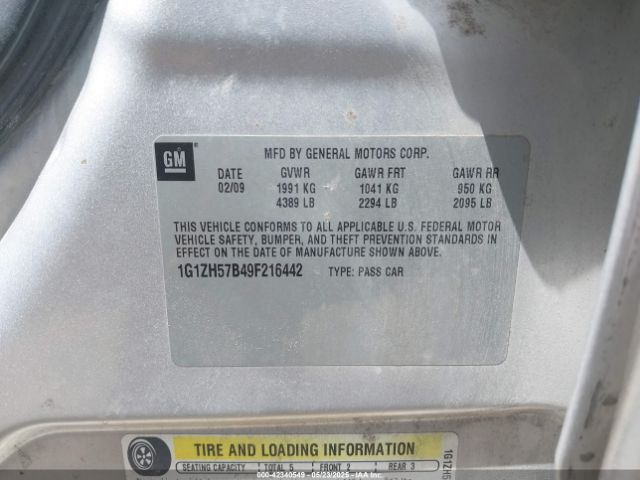 GM
MFD BY GENERAL MOTORS CORP.
DATE GVWR GAWR FRT GAWR RR
02/09 1991 KG 1041 KG 950 KG
4389 LB 2294 LB 2095 LB
THIS VEHICLE CONFORMS TO ALL APPLICABLE U.S. FEDERAL MOTOR
VEHICLE SAFETY, BUMPER, AND THEFT PREVENTION STANDARDS IN
EFFECT ON THE DATE OF MANUFACTURE SHOWN ABOVE.
1G1ZH57B49F216442 TYPE: PASS CAR
TIRE AND LOADING INFORMATION
SEATING CAPACITY TOTAL 5 FRONT 2 REAR 3
1G1ZH5
IAA - 42340549 - 05/23/2025 - IAAI.COM